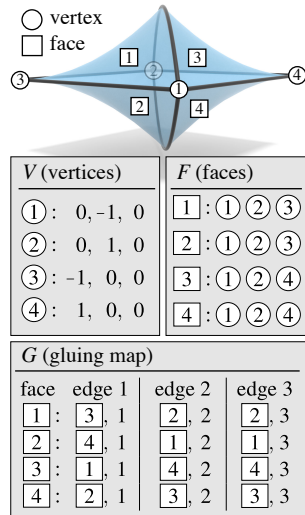 vertex
face
1 2 3
3 1 4
2 4
V (vertices)
1 : 0, -1, 0
2 : 0, 1, 0
3 : -1, 0, 0
4 : 1, 0, 0
F (faces)
1 : 1 2 3
2 : 1 2 3
3 : 1 2 4
4 : 1 2 4
G (gluing map)
face edge 1 edge 2 edge 3
1 : 3, 1 2, 2 2, 3
2 : 4, 1 1, 2 1, 3
3 : 1, 1 4, 2 4, 3
4 : 2, 1 3, 2 3, 3